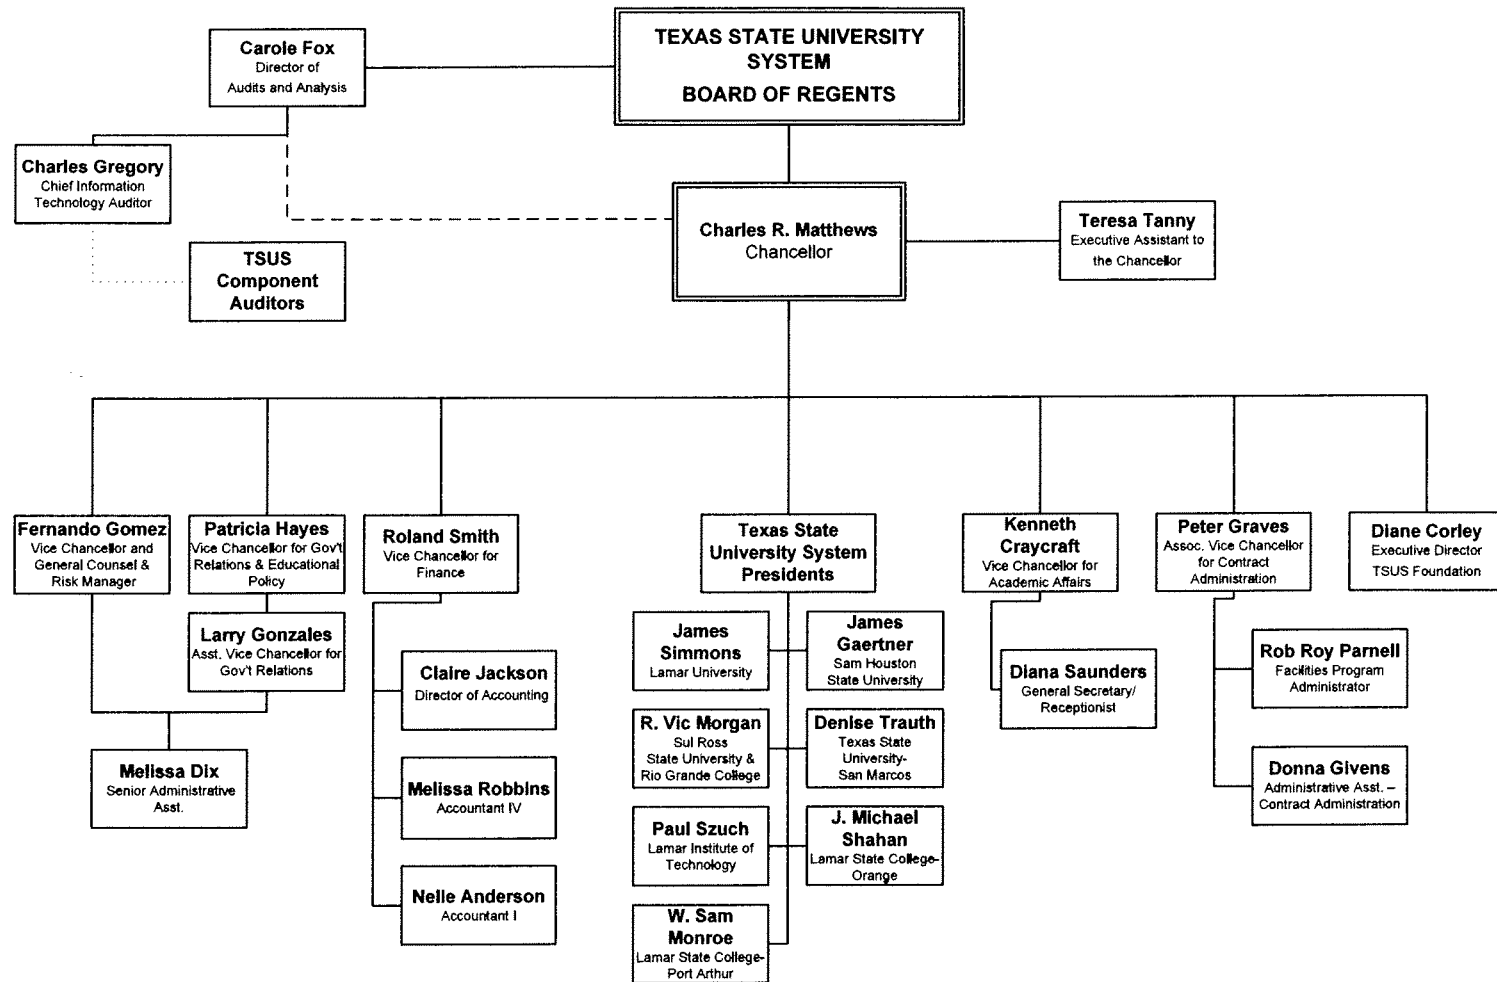 Carole Fox
Director of
Audits and Analysis
TEXAS STATE UNIVERSITY
SYSTEM
BOARD OF REGENTS
Charles Gregory
Chief Information
Technology Auditor
TSUS
Component
Auditors
Charles R. Matthews
Chancellor
Teresa Tanny
Executive Assistant to
the Chancellor
Fernando Gomez
Vice Chancellor and
General Counsel &
Risk Manager
Patricia Hayes
Vice Chancellor for Gov't
Relations & Educational
Policy
Larry Gonzales
Asst. Vice Chancellor for
Gov't Relations
Melissa Dix
Senior Administrative
Asst.
Roland Smith
Vice Chancellor for
Finance
Claire Jackson
Director of Accounting
Melissa Robbins
Accountant IV
Nelle Anderson
Accountant I
Texas State
University System
Presidents
James
Simmons
Lamar University
James
Gaertner
Sam Houston
State University
R. Vic Morgan
Sul Ross
State University &
Rio Grande College
Denise Trauth
Texas State
University-
San Marcos
Paul Szuch
Lamar Institute of
Technology
J. Michael
Shahan
Lamar State College-
Orange
W. Sam
Monroe
Lamar State College-
Port Arthur
Kenneth
Craycraft
Vice Chancellor for
Academic Affairs
Diana Saunders
General Secretary/
Receptionist
Peter Graves
Assoc. Vice Chancellor
for Contract
Administration
Rob Roy Parnell
Facilities Program
Administrator
Donna Givens
Administrative Asst. –
Contract Administration
Diane Corley
Executive Director
TSUS Foundation